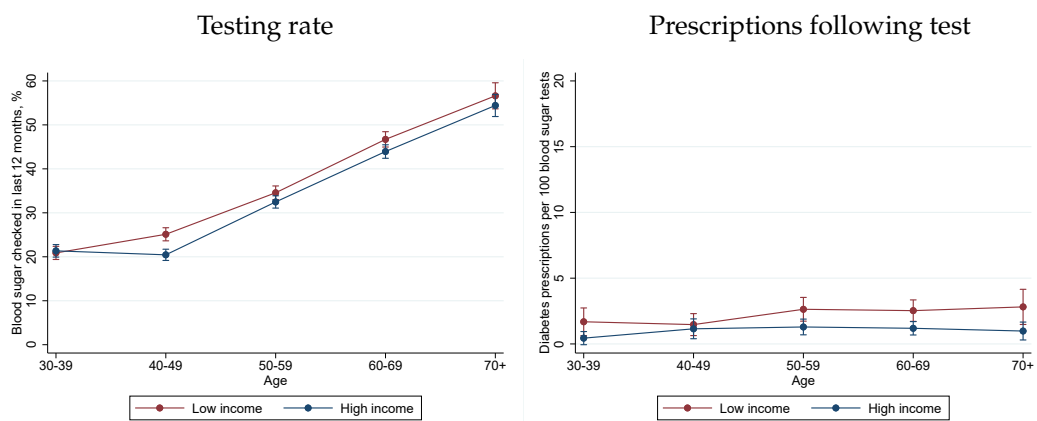 Testing rate
Blood sugar checked in last 12 months, %
60
50
40
30
20
10
0
30-39 40-49 50-59 60-69 70+
Age
Low income High income
Prescriptions following test
Diabetes prescriptions per 100 blood sugar tests
20
15
10
5
0
30-39 40-49 50-59 60-69 70+
Age
Low income High income